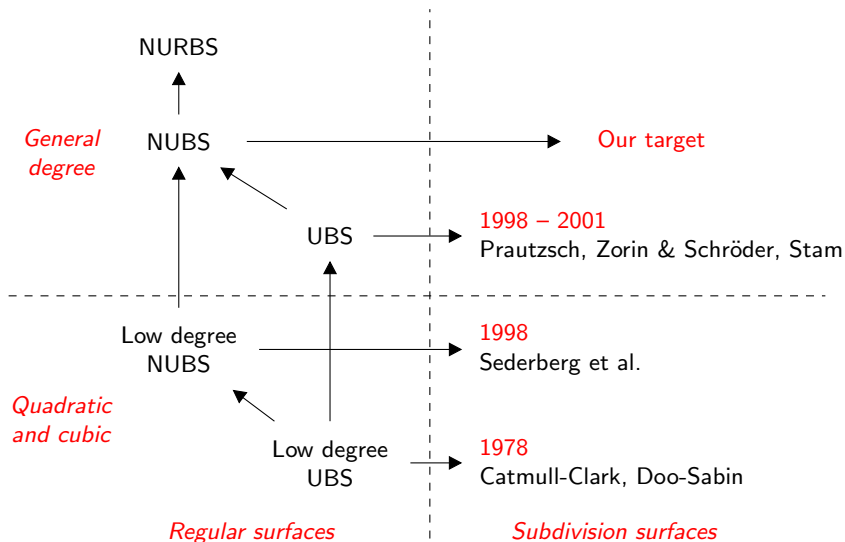 NURBS
General
degree
NUBS
Our target
UBS
1998 – 2001
Prautzsch, Zorin & Schröder, Stam
Low degree
NUBS
1998
Sederberg et al.
Quadratic
and cubic
Low degree
UBS
1978
Catmull-Clark, Doo-Sabin
Regular surfaces
Subdivision surfaces